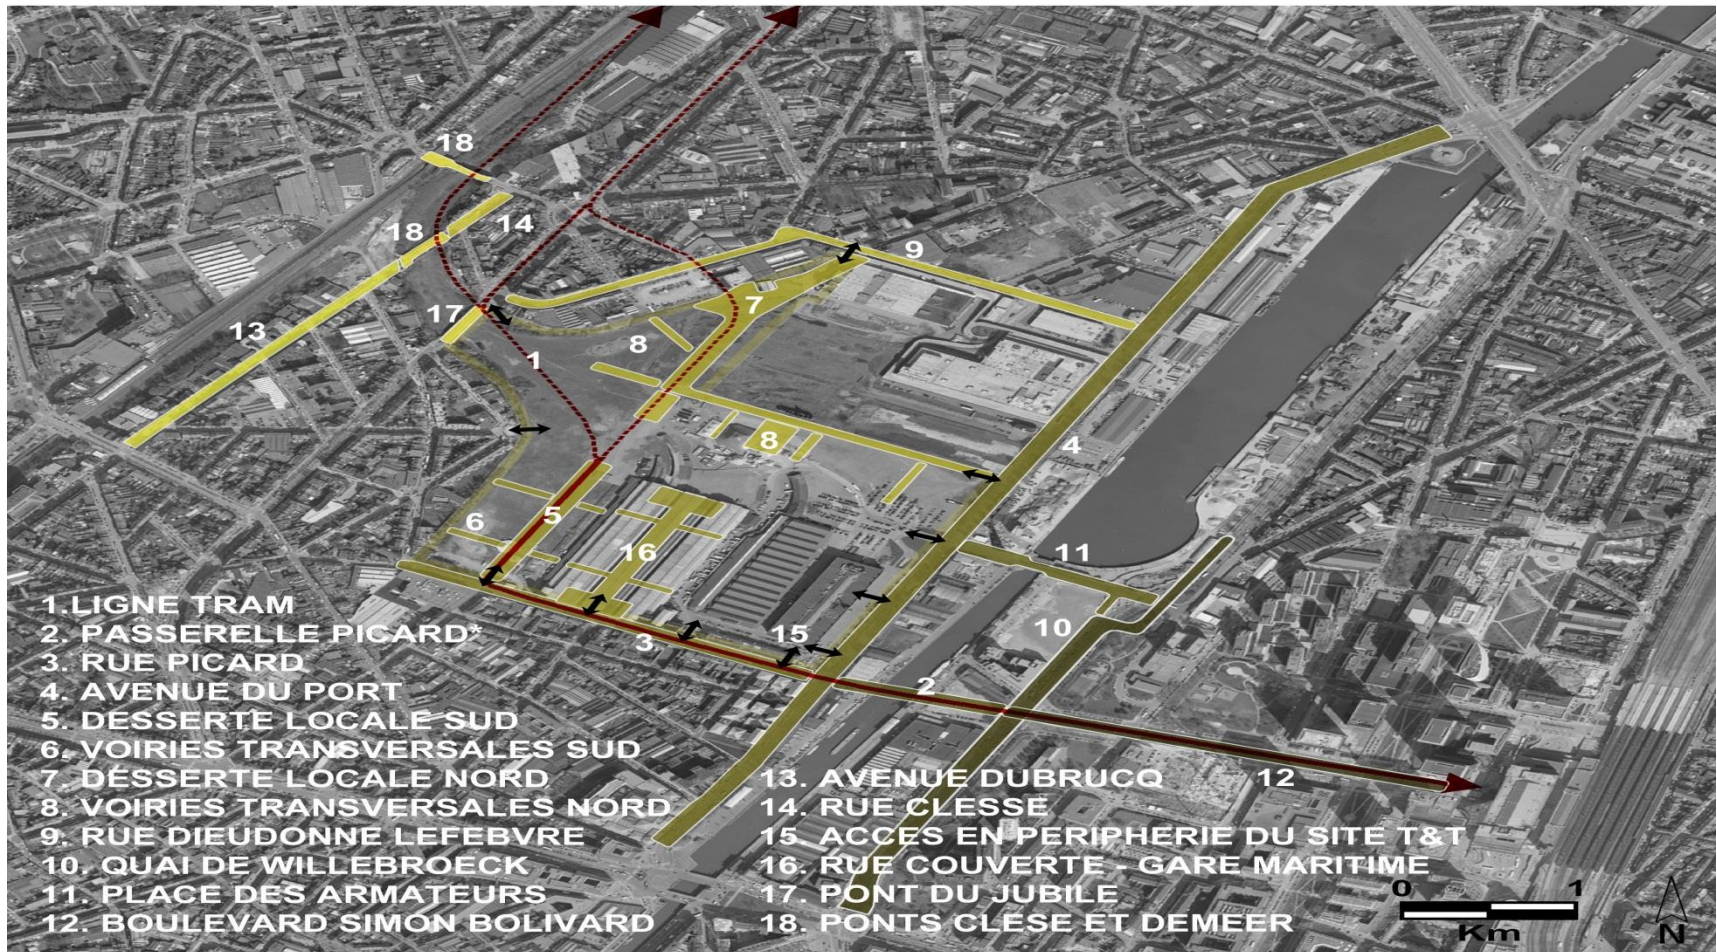 18
14
18
9
13
17
7
1
8
4
8
6
5
16
11
10
15
3
2
12
1.LIGNE TRAM
2. PASSERELLE PICARD*
3. RUE PICARD
4. AVENUE DU PORT
5. DESSERTE LOCALE SUD
6. VOIRIES TRANSVERSALES SUD
7. DESSERTE LOCALE NORD
8. VOIRIES TRANSVERSALES NORD
9. RUE DIEUDONNE LEFEBVRE
10. QUAI DE WILLEBROECK
11. PLACE DES ARMATEURS
12. BOULEVARD SIMON BOLIVARD
13. AVENUE DUBRUCQ
14. RUE CLESSE
15. ACCES EN PERIPHERIE DU SITE T&T
16. RUE COUVERTE - GARE MARITIME
17. PONT DU JUBILE
18. PONTS CLESE ET DEMEER
0 1
Km
N